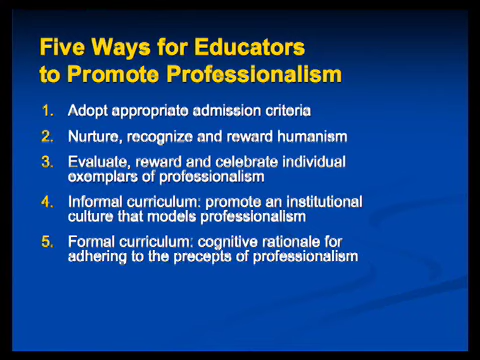 Five Ways for Educators
to Promote Professionalism
1. Adopt appropriate admission criteria
2. Nurture, recognize and reward humanism
3. Evaluate, reward and celebrate individual
exemplars of professionalism
4. Informal curriculum: promote an institutional
culture that models professionalism
5. Formal curriculum: cognitive rationale for
adhering to the precepts of professionalism